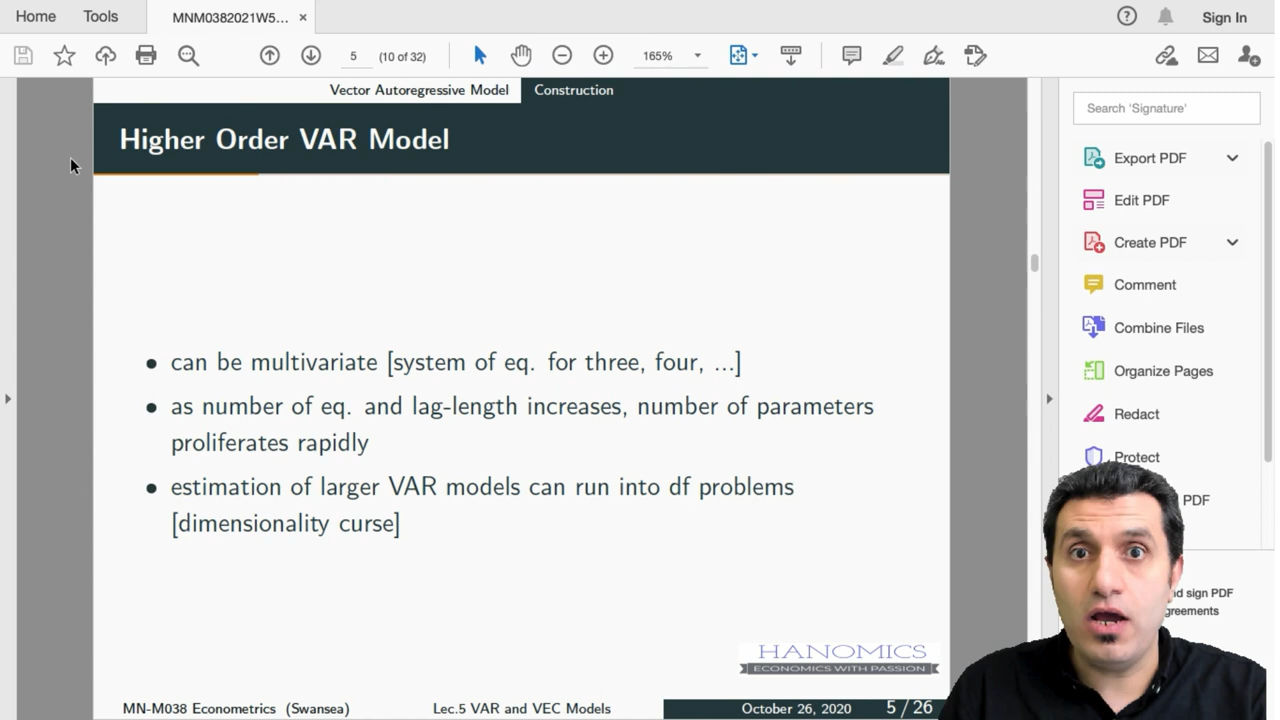 Home
Tools
MNM0382021W5...
×
?
Sign In
5
(10 of 32)
165%
Vector Autoregressive Model
Construction
Higher Order VAR Model
• can be multivariate [system of eq. for three, four, ...]
• as number of eq. and lag-length increases, number of parameters
proliferates rapidly
• estimation of larger VAR models can run into df problems
[dimensionality curse]
HANOMICS
ECONOMICS WITH PASSION
MN-M038 Econometrics (Swansea)
Lec.5 VAR and VEC Models
October 26, 2020
5 / 26
Search 'Signature'
Export PDF
Edit PDF
Create PDF
Comment
Combine Files
Organize Pages
Redact
Protect
PDF
sign PDF